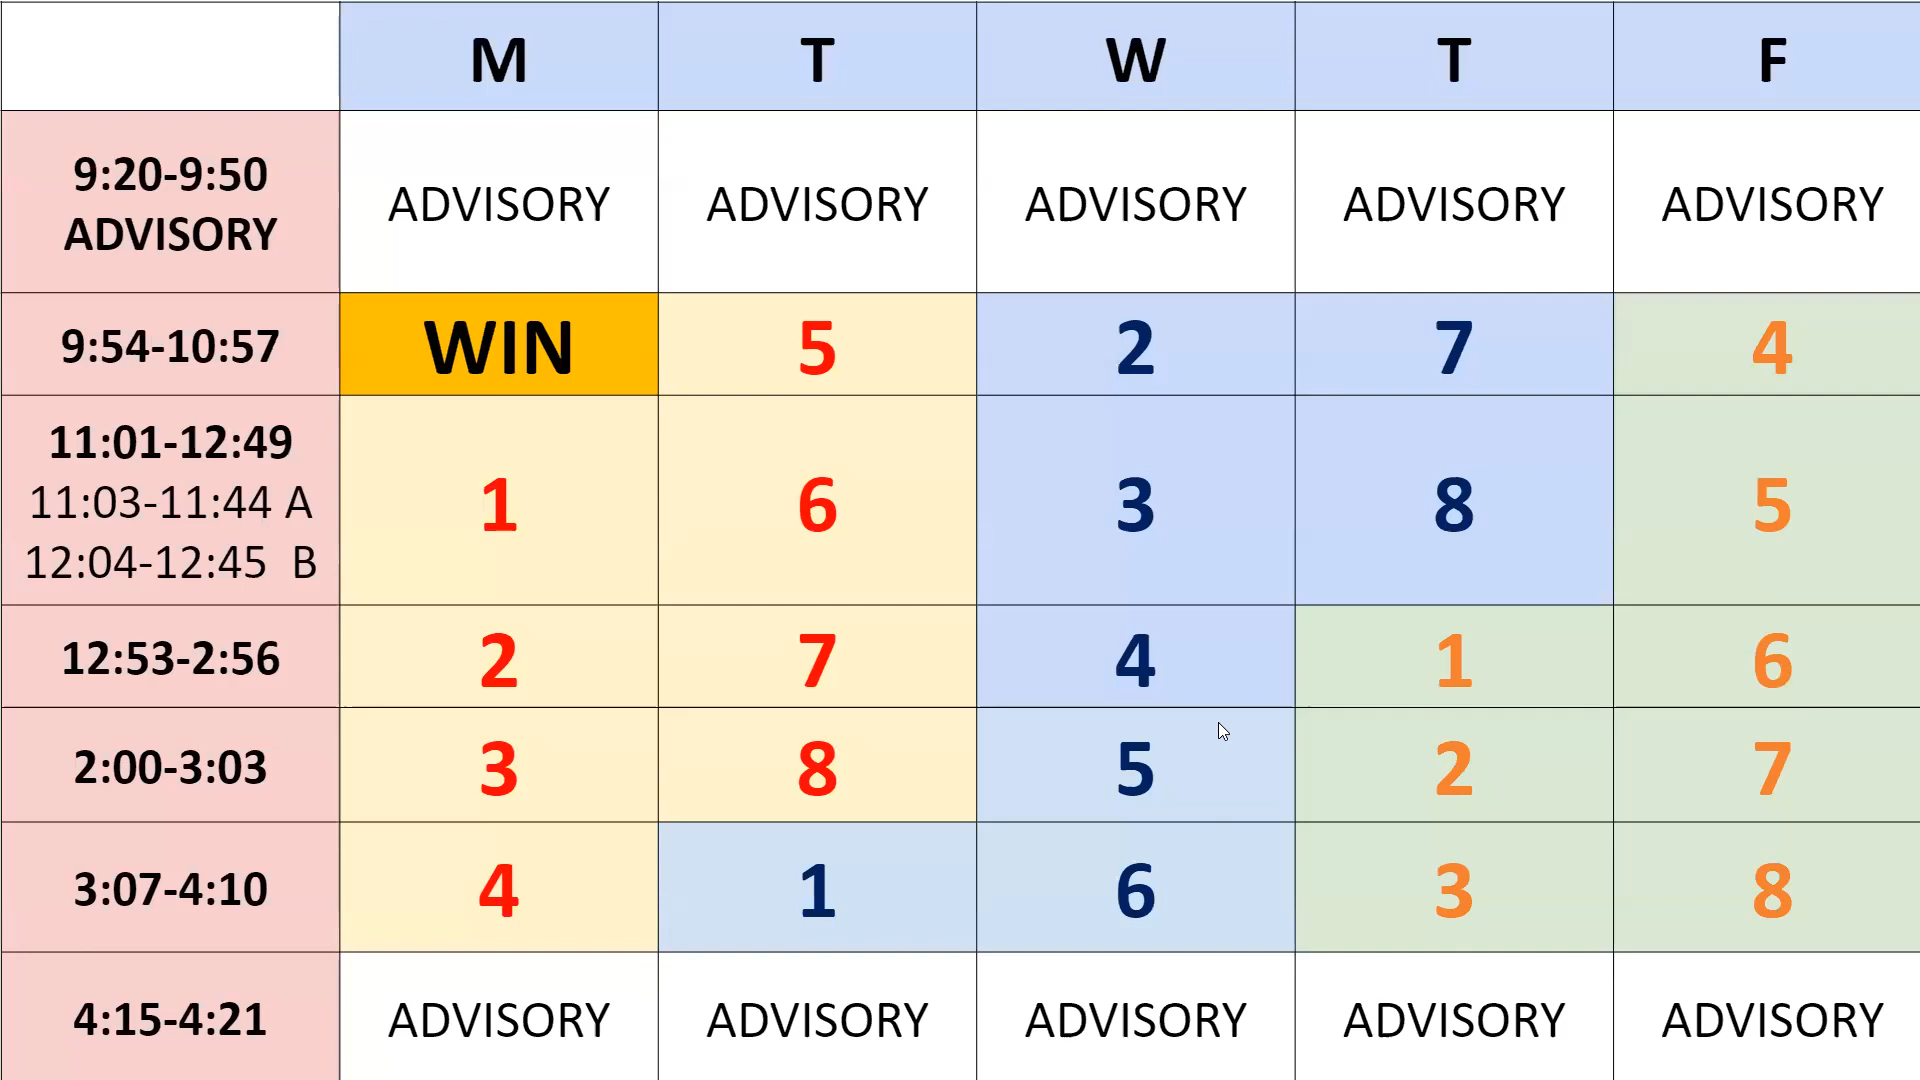 M T W T F
9:20-9:50
ADVISORY
ADVISORY ADVISORY ADVISORY ADVISORY ADVISORY
9:54-10:57 WIN 5 2 7 4
11:01-12:49
11:03-11:44 A
12:04-12:45 B
1 6 3 8 5
12:53-2:56 2 7 4 1 6
2:00-3:03 3 8 5 2 7
3:07-4:10 4 1 6 3 8
4:15-4:21 ADVISORY ADVISORY ADVISORY ADVISORY ADVISORY